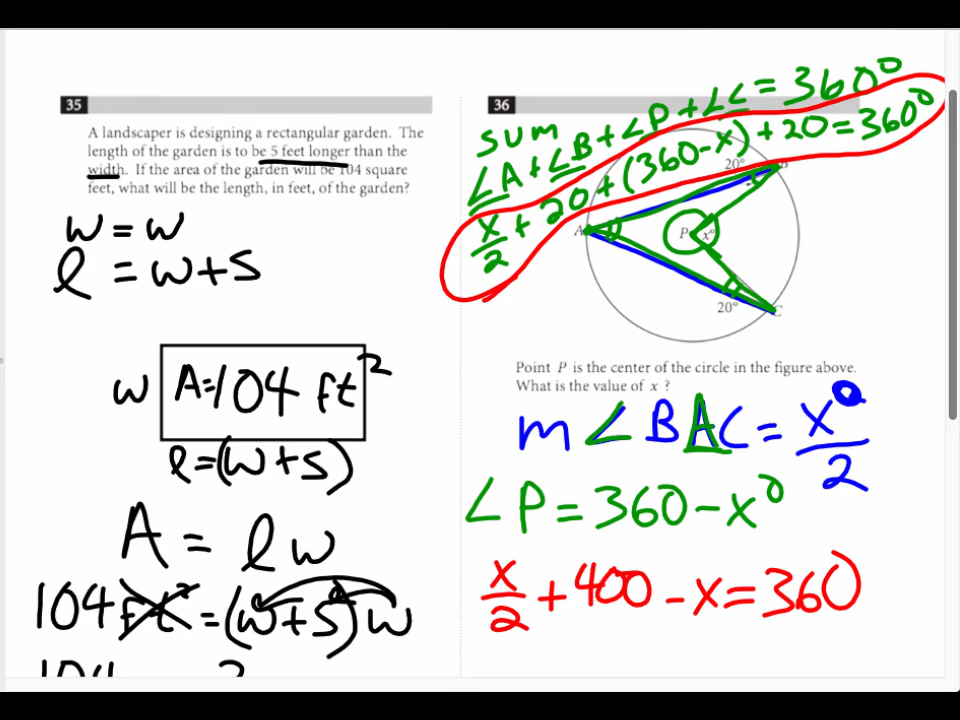 35
A landscaper is designing a rectangular garden. The
length of the garden is to be 5 feet longer than the
width. If the area of the garden will be 104 square
feet, what will be the length, in feet, of the garden?
w = w
l = w+5
w A=104 ft²
l=(w+5)
A = lw
104 ft² = (w+5)w
36
SUM
∠A+∠B+∠P+∠C=360°
x/2+20+(360-x)+20=360°
20° B
A P x°
20° C
Point P is the center of the circle in the figure above.
What is the value of x ?
m∠BAC=x°/2
∠P=360-x°
x/2+400-x=360